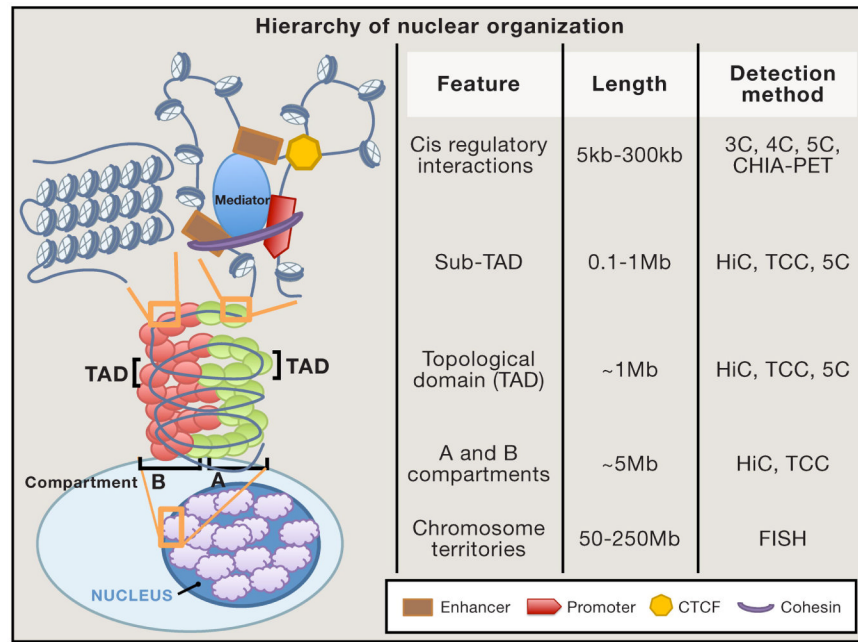 Hierarchy of nuclear organization
Feature
Length
Detection
method
Cis regulatory
interactions
5kb-300kb
3C, 4C, 5C,
CHIA-PET
Sub-TAD
0.1-1Mb
HiC, TCC, 5C
Topological
domain (TAD)
~1Mb
HiC, TCC, 5C
A and B
compartments
~5Mb
HiC, TCC
Chromosome
territories
50-250Mb
FISH
Mediator
TAD
TAD
Compartment
B
A
NUCLEUS
Enhancer
Promoter
CTCF
Cohesin